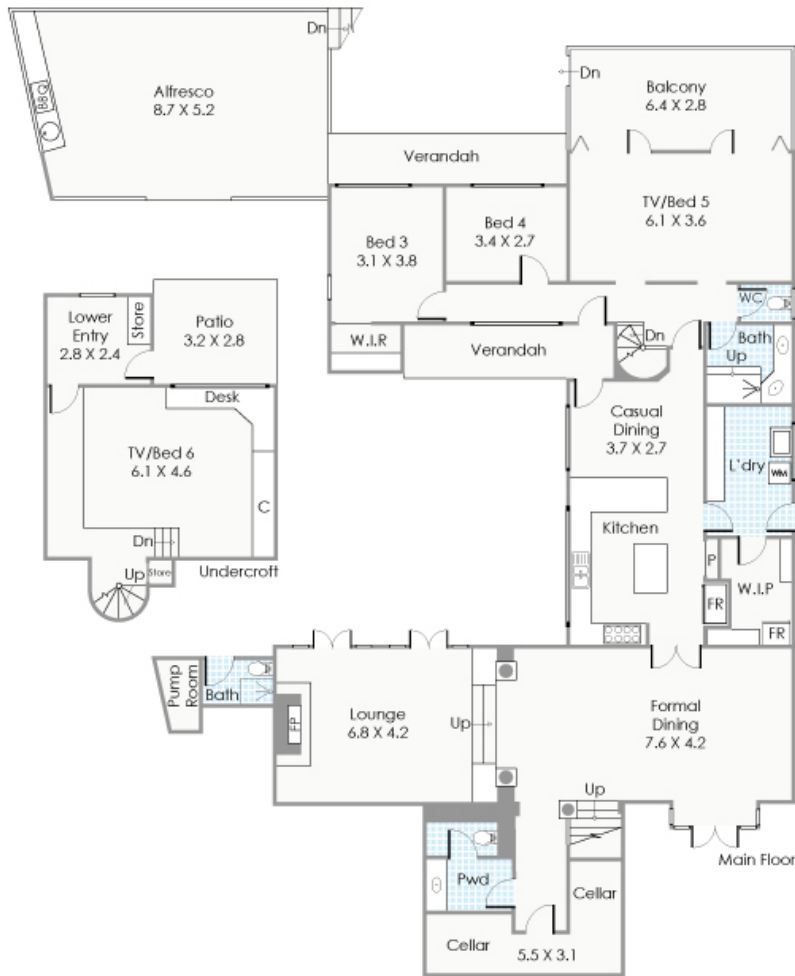 Dn
BBQ
Alfresco
8.7 X 5.2
Dn
Balcony
6.4 X 2.8
Verandah
TV/Bed 5
6.1 X 3.6
Bed 3
3.1 X 3.8
Bed 4
3.4 X 2.7
WC
Lower
Entry
2.8 X 2.4
Store
Patio
3.2 X 2.8
W.I.R
Verandah
Dn
Bath
Up
Up
Desk
TV/Bed 6
6.1 X 4.6
C
Casual
Dining
3.7 X 2.7
L'dry
WM
Dn
Up
Store
Undercroft
Kitchen
P
W.I.P
FR
FR
Pump
Room
Bath
FP
Lounge
6.8 X 4.2
Up
Formal
Dining
7.6 X 4.2
Up
Main Floor
Pwd
Cellar
Cellar
5.5 X 3.1